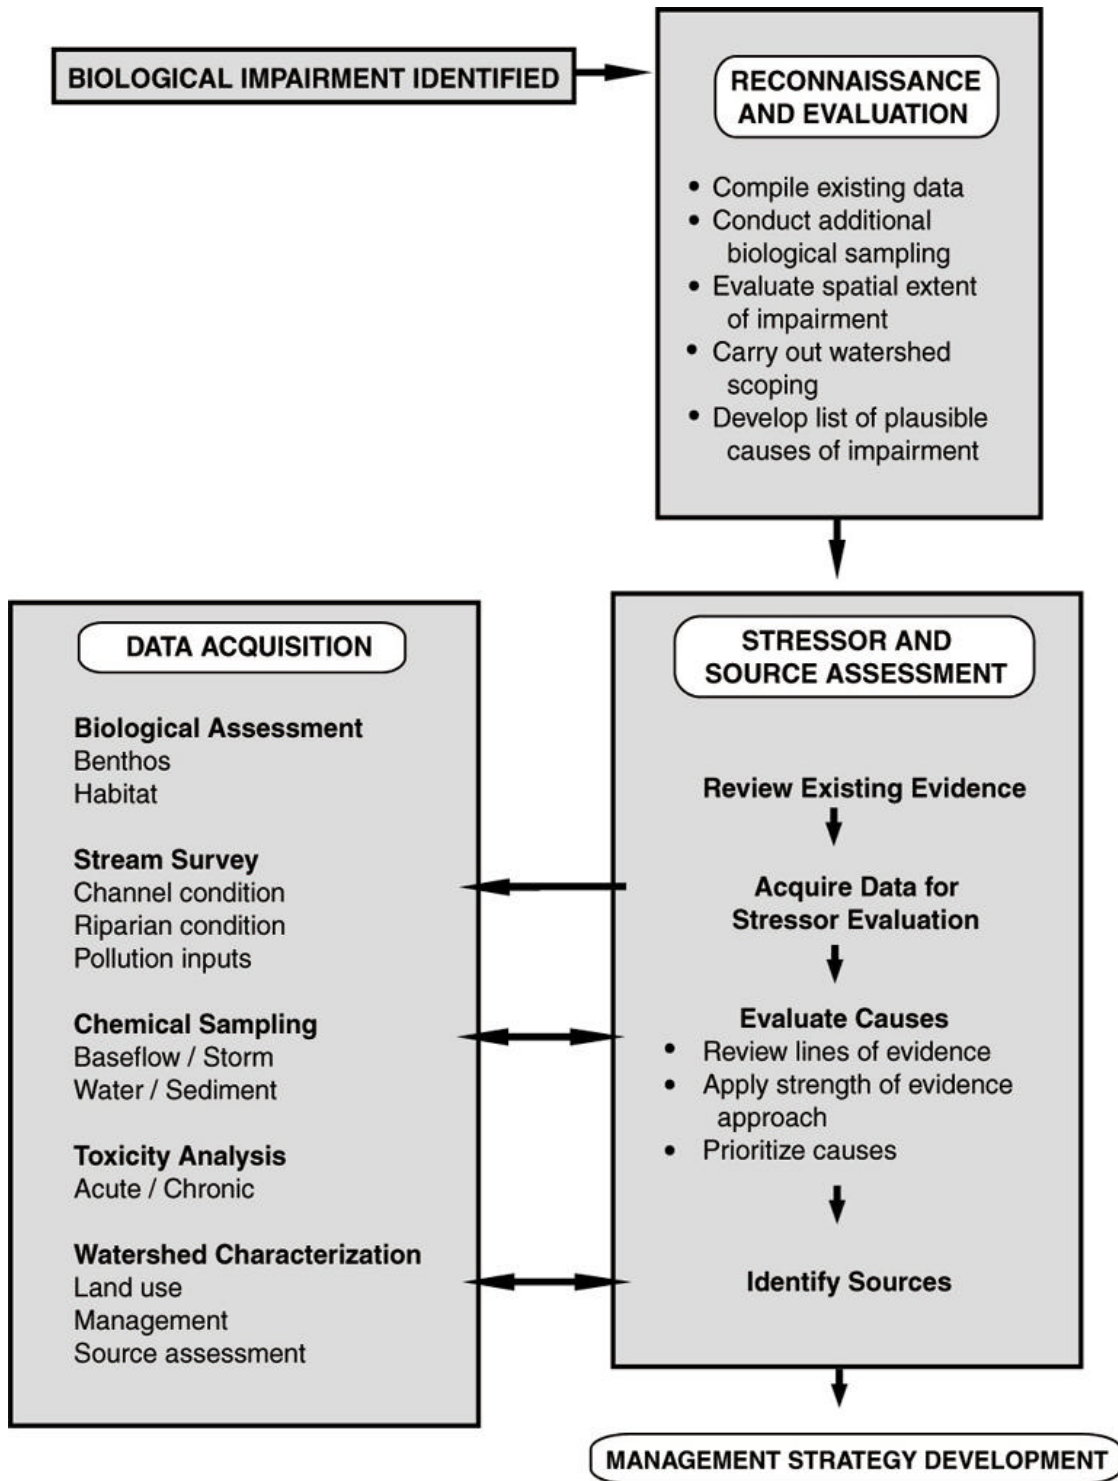 BIOLOGICAL IMPAIRMENT IDENTIFIED
RECONNAISSANCE
AND EVALUATION
• Compile existing data
• Conduct additional
biological sampling
• Evaluate spatial extent
of impairment
• Carry out watershed
scoping
• Develop list of plausible
causes of impairment
DATA ACQUISITION
Biological Assessment
Benthos
Habitat
Stream Survey
Channel condition
Riparian condition
Pollution inputs
Chemical Sampling
Baseflow / Storm
Water / Sediment
Toxicity Analysis
Acute / Chronic
Watershed Characterization
Land use
Management
Source assessment
STRESSOR AND
SOURCE ASSESSMENT
Review Existing Evidence
Acquire Data for
Stressor Evaluation
Evaluate Causes
• Review lines of evidence
• Apply strength of evidence
approach
• Prioritize causes
Identify Sources
MANAGEMENT STRATEGY DEVELOPMENT